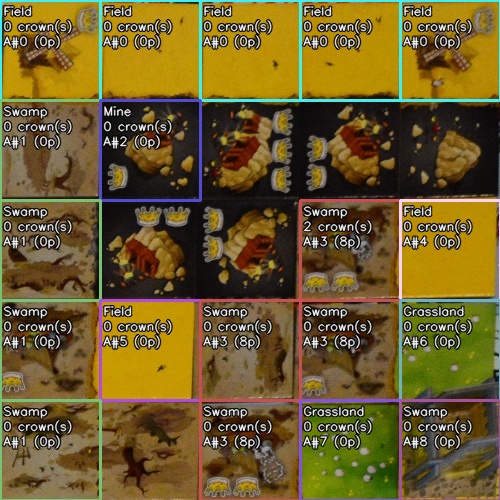 Field
0 crown(s)
A#0 (0p)
Field
0 crown(s)
A#0 (0p)
Field
0 crown(s)
A#0 (0p)
Field
0 crown(s)
A#0 (0p)
Field
0 crown(s)
A#0 (0p)
Swamp
0 crown(s)
A#1 (0p)
Mine
0 crown(s)
A#2 (0p)
Swamp
0 crown(s)
A#1 (0p)
Swamp
2 crown(s)
A#3 (8p)
Field
0 crown(s)
A#4 (0p)
Swamp
0 crown(s)
A#1 (0p)
Field
0 crown(s)
A#5 (0p)
Swamp
0 crown(s)
A#3 (8p)
Swamp
0 crown(s)
A#3 (8p)
Grassland
0 crown(s)
A#6 (0p)
Swamp
0 crown(s)
A#1 (0p)
Swamp
0 crown(s)
A#3 (8p)
Grassland
0 crown(s)
A#7 (0p)
Swamp
0 crown(s)
A#8 (0p)